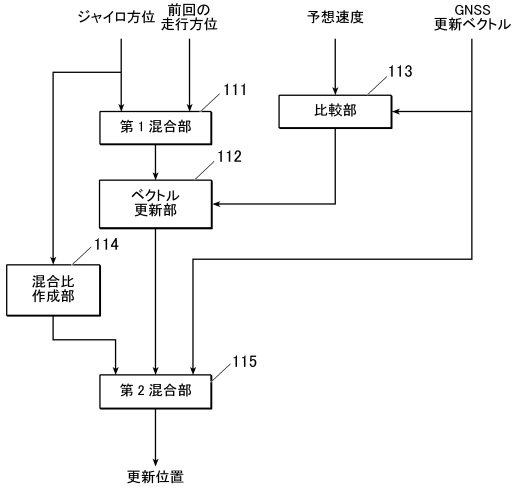 ジャイロ方位
前回の
走行方位
予想速度
GNSS
更新ベクトル
111
第1混合部
113
比較部
112
ベクトル
更新部
114
混合比
作成部
115
第2混合部
更新位置